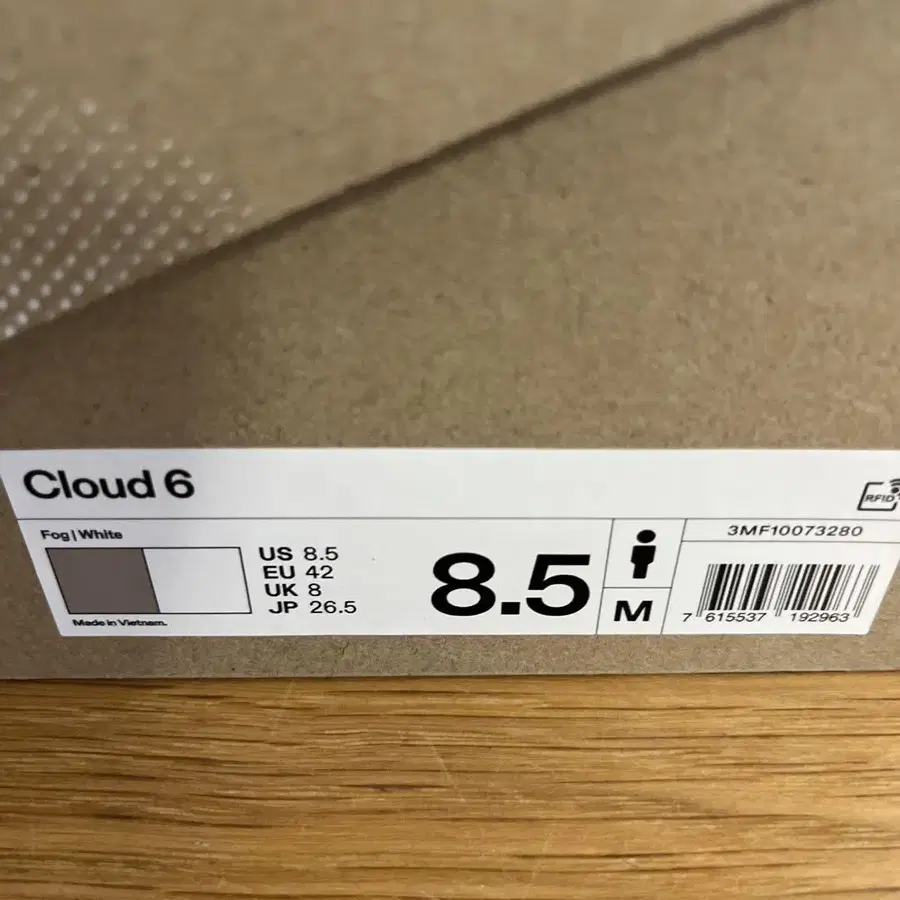 Cloud 6
RFID
Fog | White
US 8.5
EU 42
UK 8
JP 26.5
Made in Vietnam.
8.5
M
3MF10073280
7 615537 192963